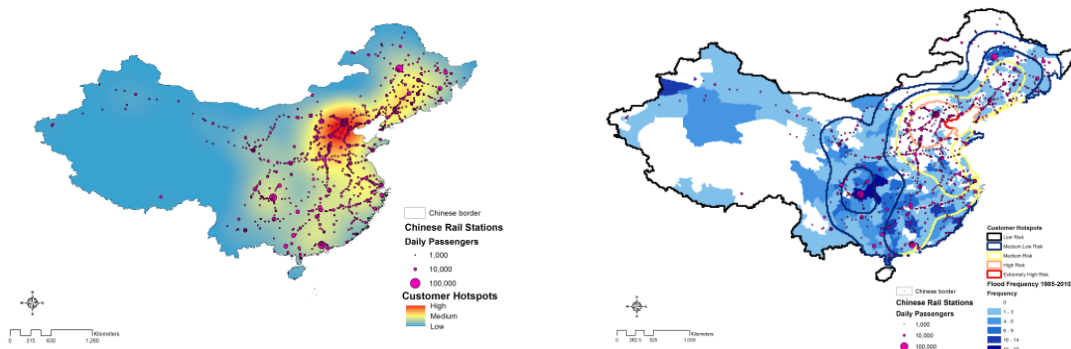 Chinese border
Chinese Rail Stations
Daily Passengers
1,000
10,000
100,000
Customer Hotspots
High
Medium
Low
0 315 630 1,260
Kilometers
Customer Hotspots
Low Risk
Medium Low Risk
Medium Risk
High Risk
Extremely High Risk
Flood Frequency 1985-2010
Frequency
0
1 - 3
4 - 5
6 - 9
10 - 14
Chinese border
Chinese Rail Stations
Daily Passengers
1,000
10,000
100,000
Kilometers